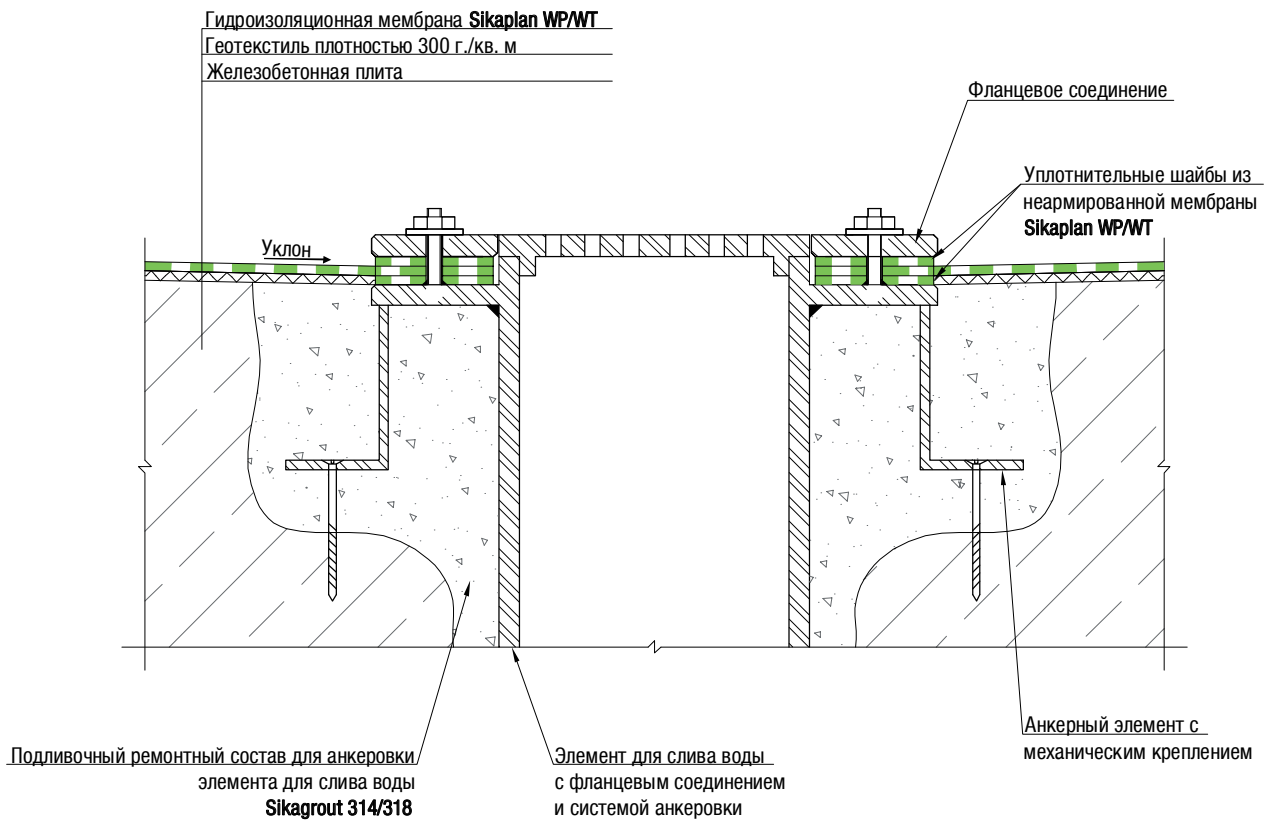 Гидроизоляционная мембрана Sikaplan WP/WT
Геотекстиль плотностью 300 г./кв. м
Железобетонная плита
Фланцевое соединение
Уплотнительные шайбы из
неармированной мембраны
Sikaplan WP/WT
Уклон
Подливочный ремонтный состав для анкеровки
элемента для слива воды
Sikagrout 314/318
Элемент для слива воды
с фланцевым соединением
и системой анкеровки
Анкерный элемент с
механическим креплением